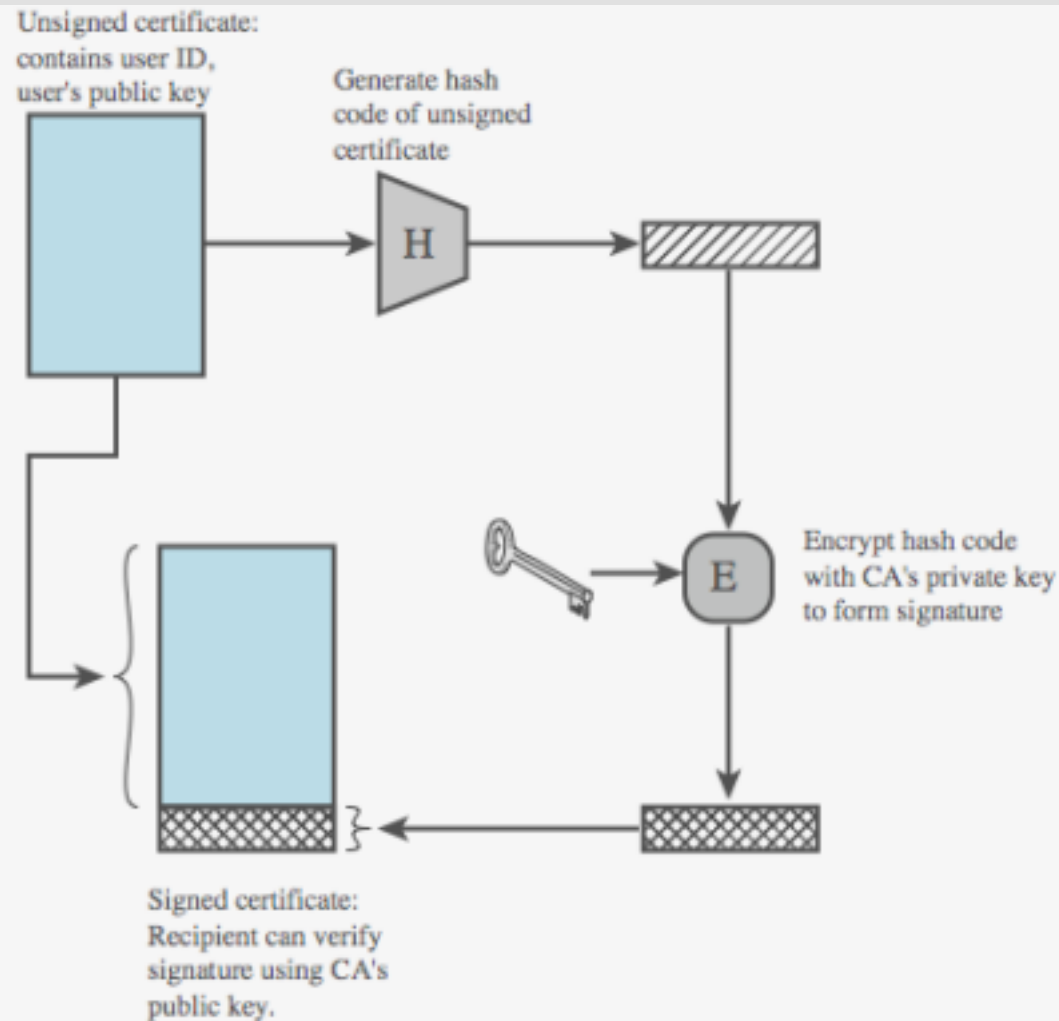 Unsigned certificate:
contains user ID,
user's public key
Generate hash
code of unsigned
certificate
H
E
Encrypt hash code
with CA's private key
to form signature
Signed certificate:
Recipient can verify
signature using CA's
public key.